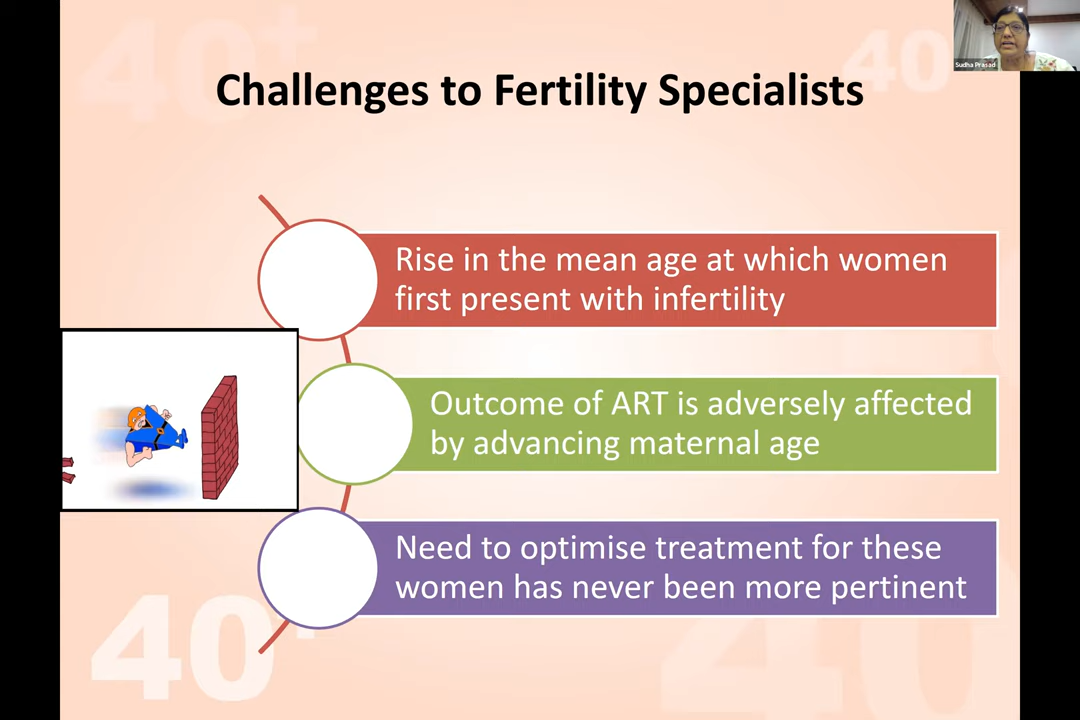 40+
40
Sudha Prasad
Challenges to Fertility Specialists
Rise in the mean age at which women
first present with infertility
Outcome of ART is adversely affected
by advancing maternal age
Need to optimise treatment for these
women has never been more pertinent
40+
40